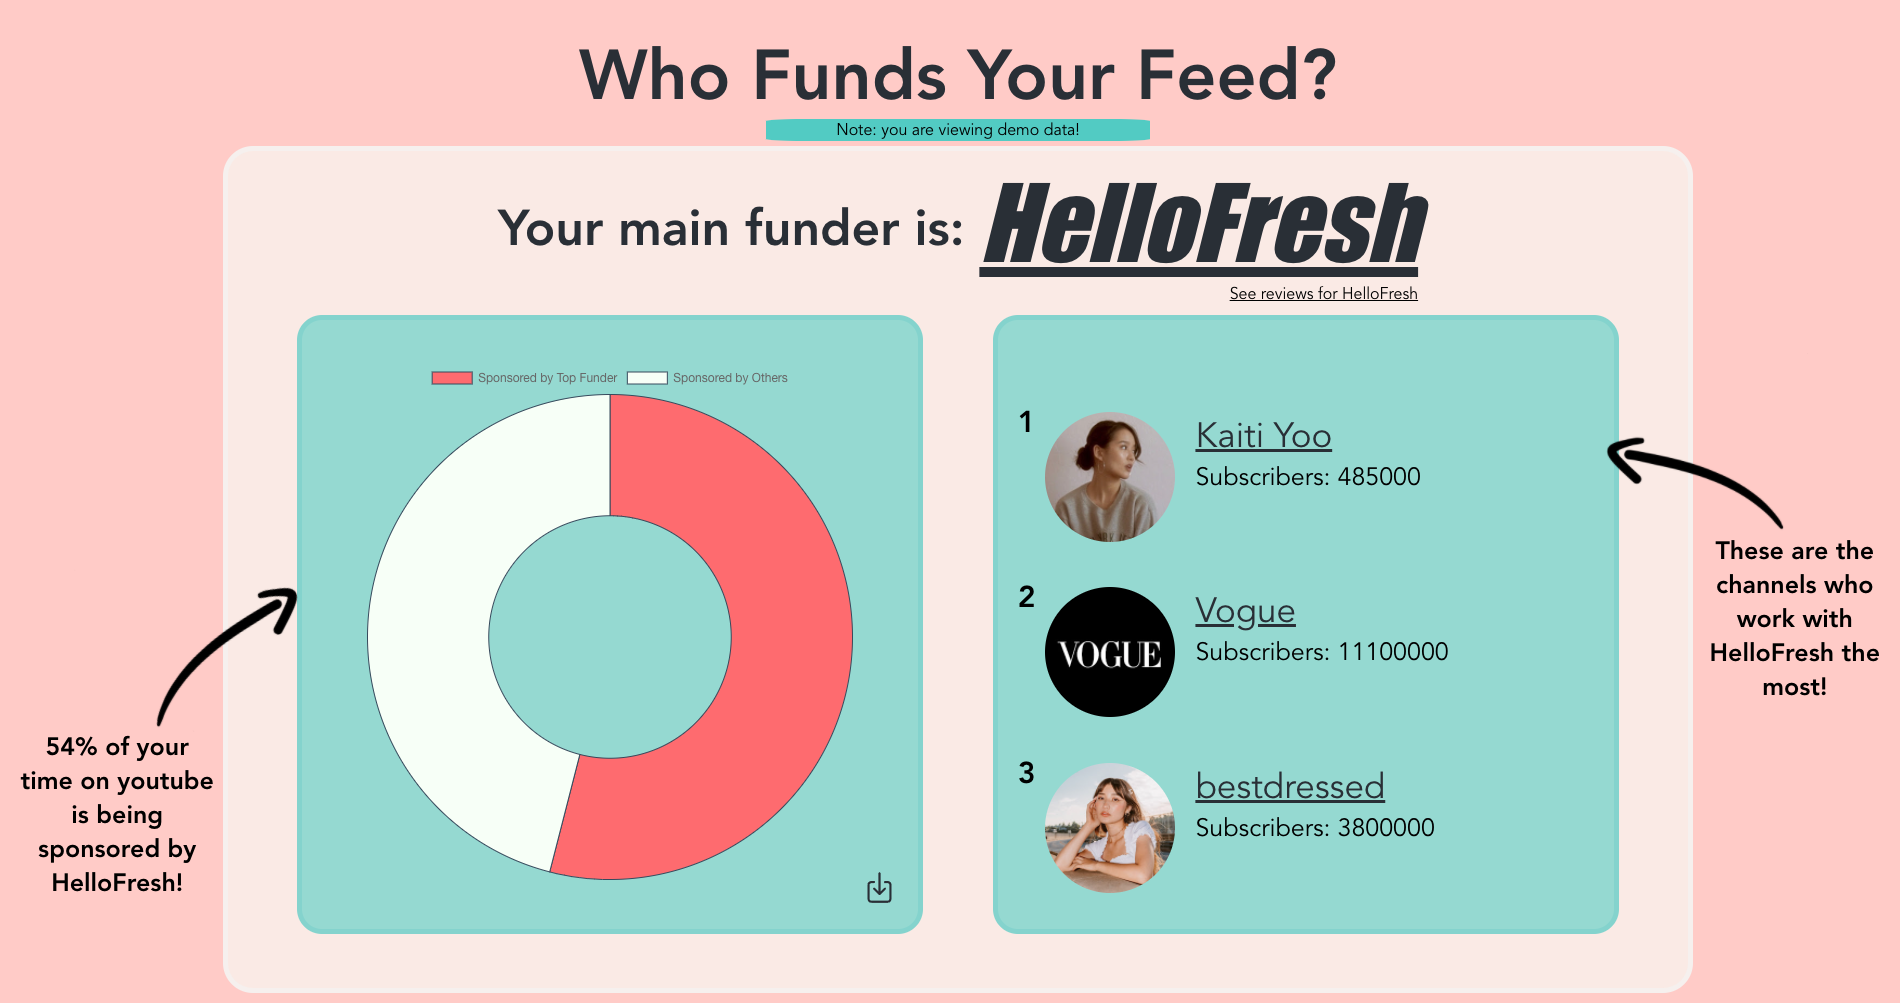 Who Funds Your Feed?
Note: you are viewing demo data!
Your main funder is: HelloFresh
See reviews for HelloFresh
Sponsored by Top Funder Sponsored by Others
54% of your
time on youtube
is being
sponsored by
HelloFresh!
1
Kaiti Yoo
Subscribers: 485000
2
VOGUE
Vogue
Subscribers: 11100000
3
bestdressed
Subscribers: 3800000
These are the
channels who
work with
HelloFresh the
most!